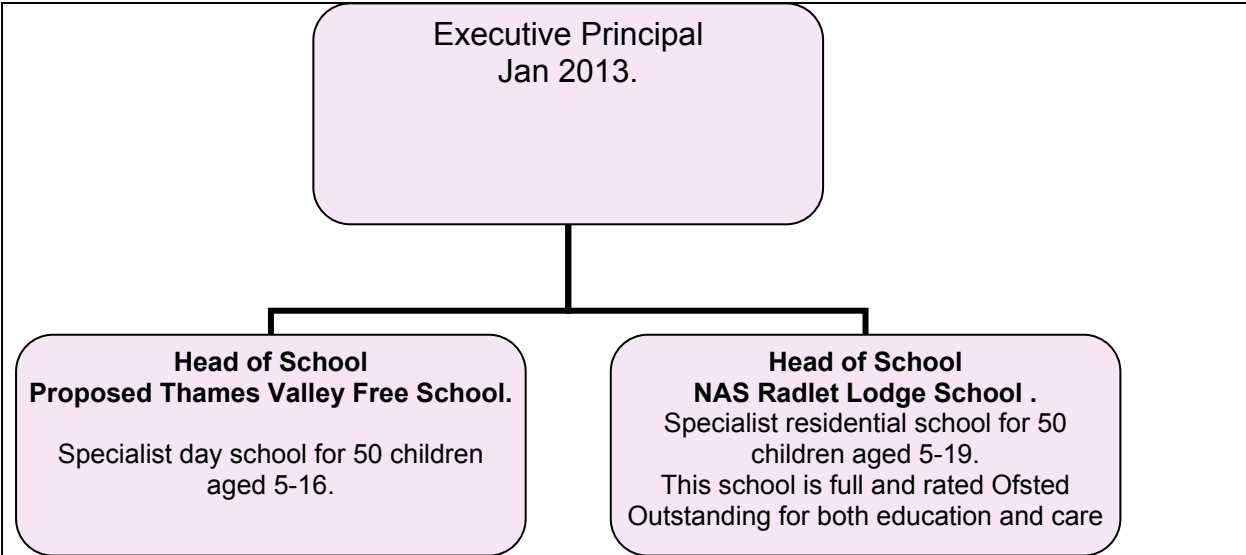 Executive Principal
Jan 2013.
Head of School
Proposed Thames Valley Free School.
Specialist day school for 50 children
aged 5-16.
Head of School
NAS Radlet Lodge School .
Specialist residential school for 50
children aged 5-19.
This school is full and rated Ofsted
Outstanding for both education and care